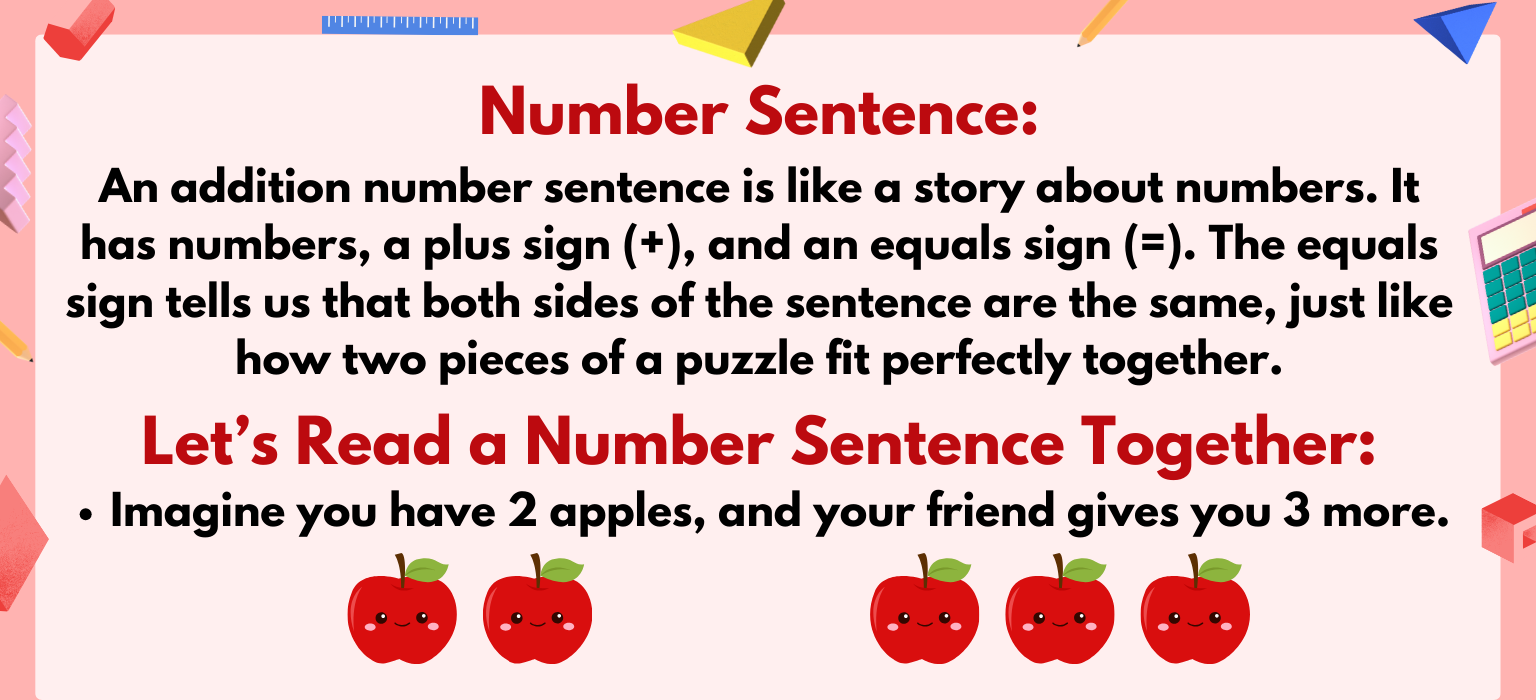 Number Sentence:
An addition number sentence is like a story about numbers. It
has numbers, a plus sign (+), and an equals sign (=). The equals
sign tells us that both sides of the sentence are the same, just like
how two pieces of a puzzle fit perfectly together.
Let’s Read a Number Sentence Together:
• Imagine you have 2 apples, and your friend gives you 3 more.